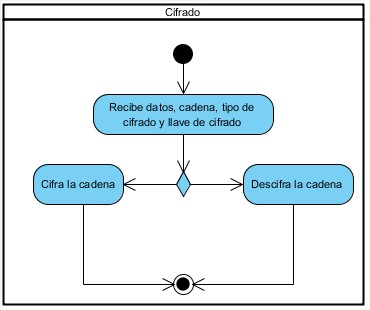 Cifrado
Recibe datos, cadena, tipo de
cifrado y llave de cifrado
Cifra la cadena
Descifra la cadena